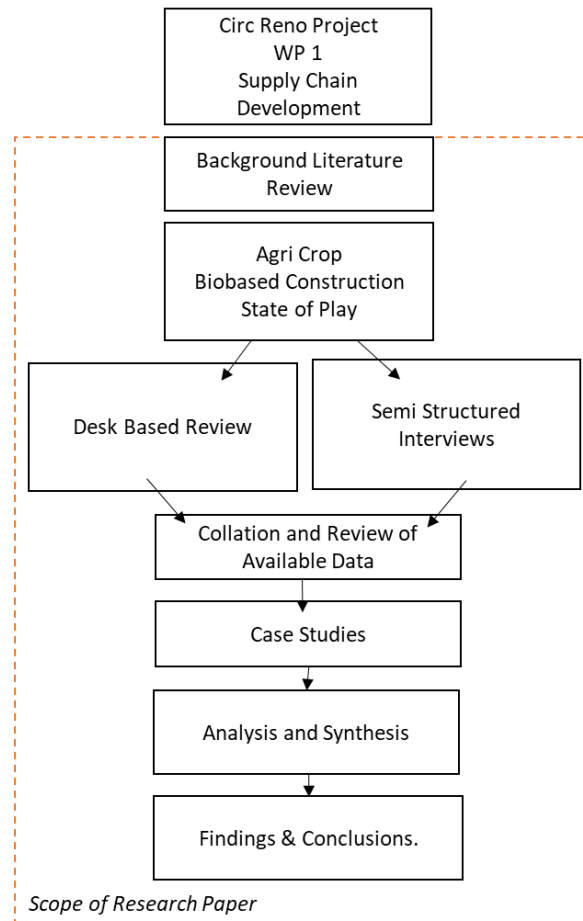 Circ Reno Project
WP 1
Supply Chain
Development
Background Literature
Review
Agri Crop
Biobased Construction
State of Play
Desk Based Review
Semi Structured
Interviews
Collation and Review of
Available Data
Case Studies
Analysis and Synthesis
Findings & Conclusions.
Scope of Research Paper